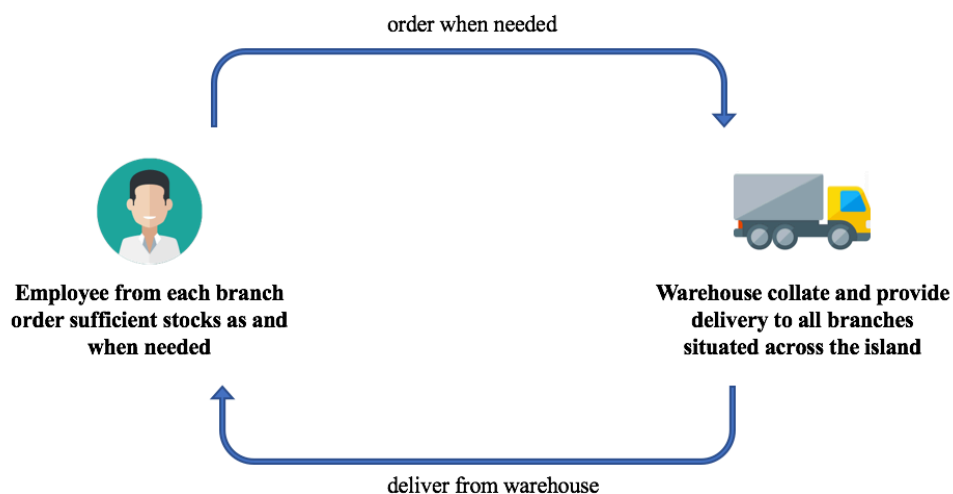 order when needed
Employee from each branch
order sufficient stocks as and
when needed
Warehouse collate and provide
delivery to all branches
situated across the island
deliver from warehouse